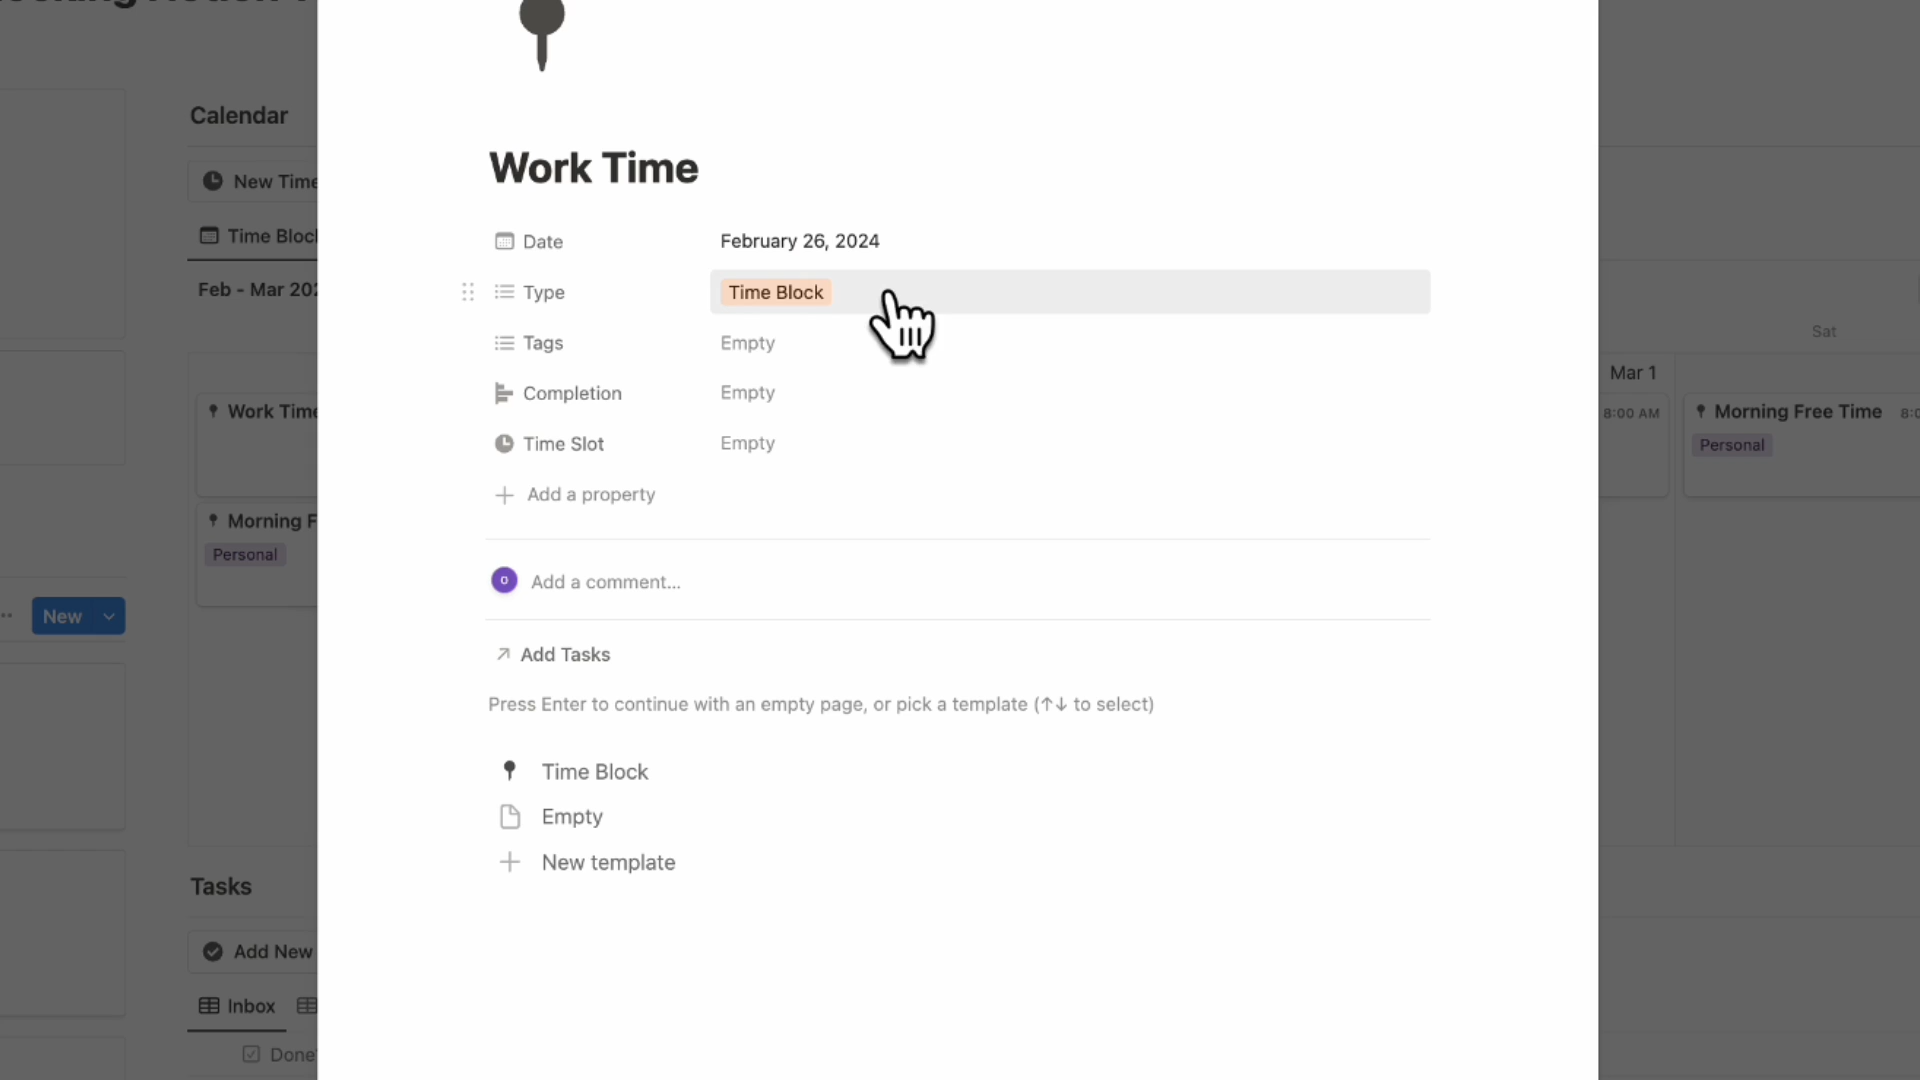 Calendar
New Time
Time Block
Feb - Mar 202
Work Time
Morning F
Personal
New
Tasks
Add New
Inbox
Done
Work Time
Date
February 26, 2024
Type
Time Block
Tags
Empty
Completion
Empty
Time Slot
Empty
Add a property
O
Add a comment...
Add Tasks
Press Enter to continue with an empty page, or pick a template (↑↓ to select)
Time Block
Empty
New template
Sat
Mar 1
8:00 AM
Morning Free Time
Personal